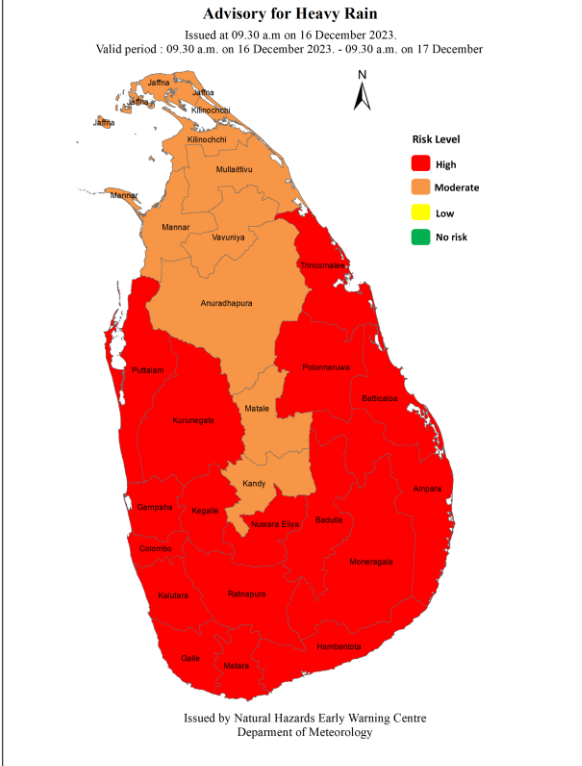 Advisory for Heavy Rain
Issued at 09.30 a.m on 16 December 2023.
Valid period : 09.30 a.m. on 16 December 2023. - 09.30 a.m. on 17 December
N
Jaffna
Jaffna
Jaffna
Kilinochchi
Jaffna
Kilinochchi
Risk Level
High
Moderate
Low
No risk
Mullaittivu
Mannar
Mannar
Vavuniya
Trincomalee
Anuradhapura
Puttalam
Polonnaruwa
Batticaloa
Matale
Kurunegala
Kandy
Ampara
Gampaha
Kegalle
Nuwara Eliya
Badulla
Colombo
Moneragala
Kalutara
Ratnapura
Hambantota
Galle
Matara
Issued by Natural Hazards Early Warning Centre
Deparment of Meteorology